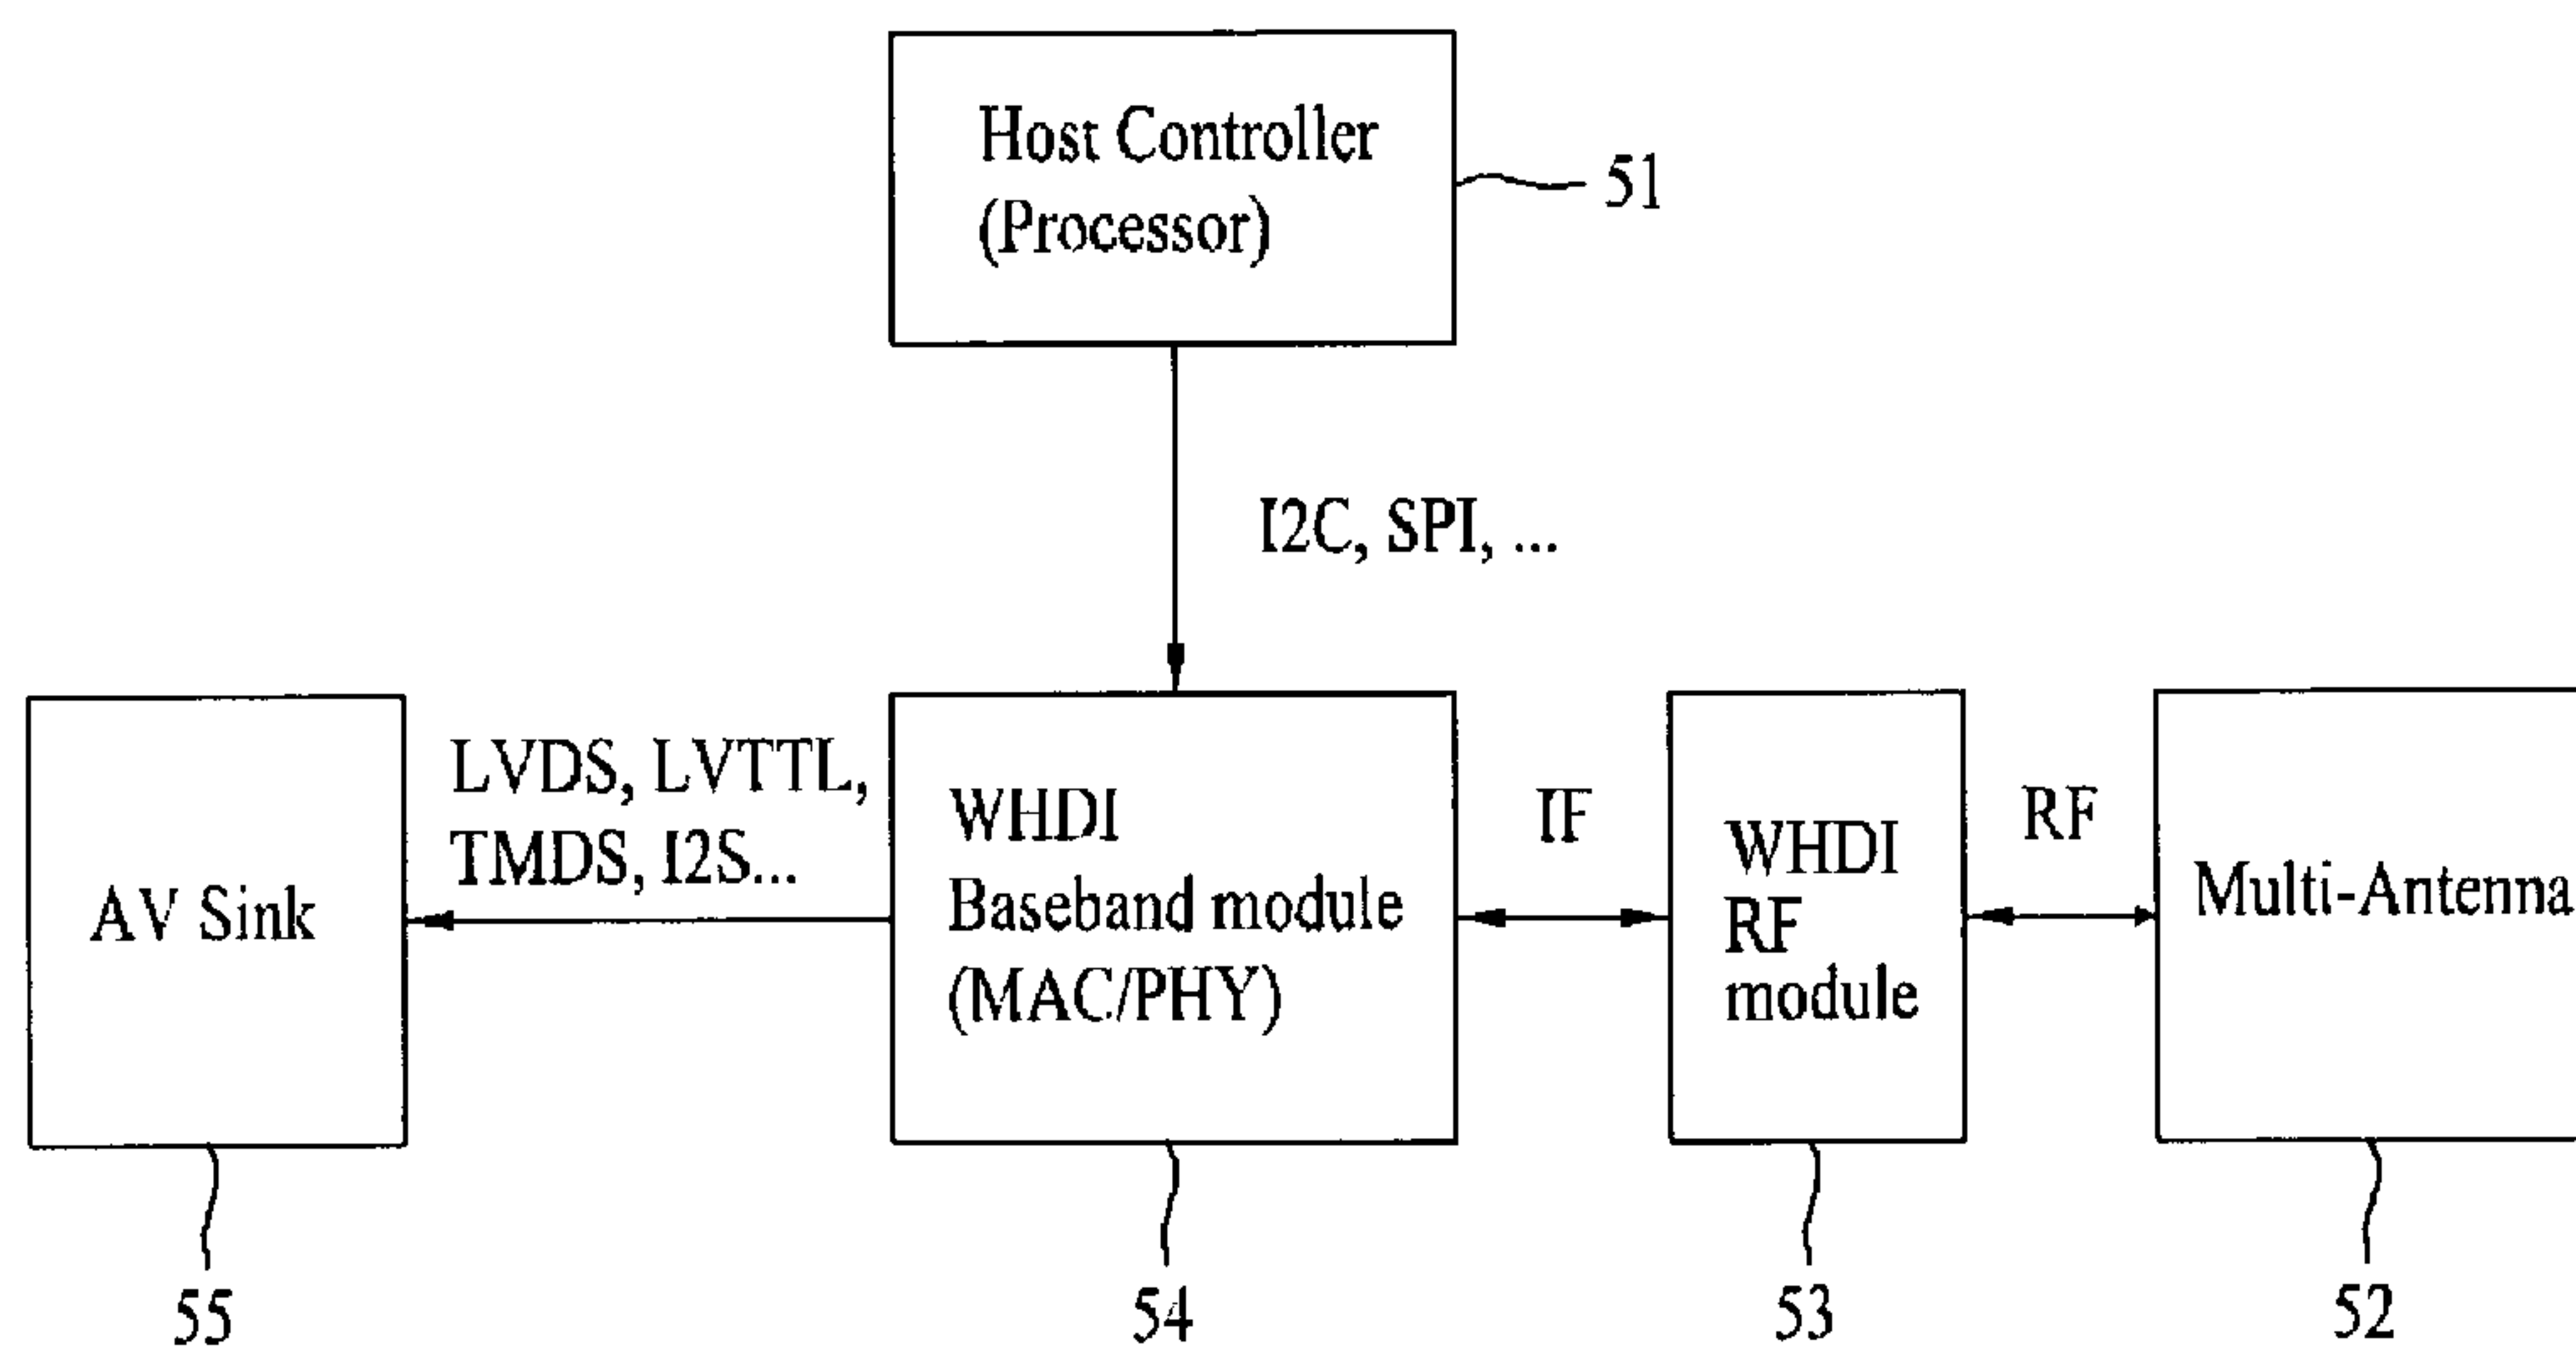 Host Controller
(Processor)
51
I2C, SPI, ...
AV Sink
LVDS, LVTTL,
TMDS, I2S...
WHDI
Baseband module
(MAC/PHY)
IF
WHDI
RF
module
RF
Multi-Antenna
55
54
53
52